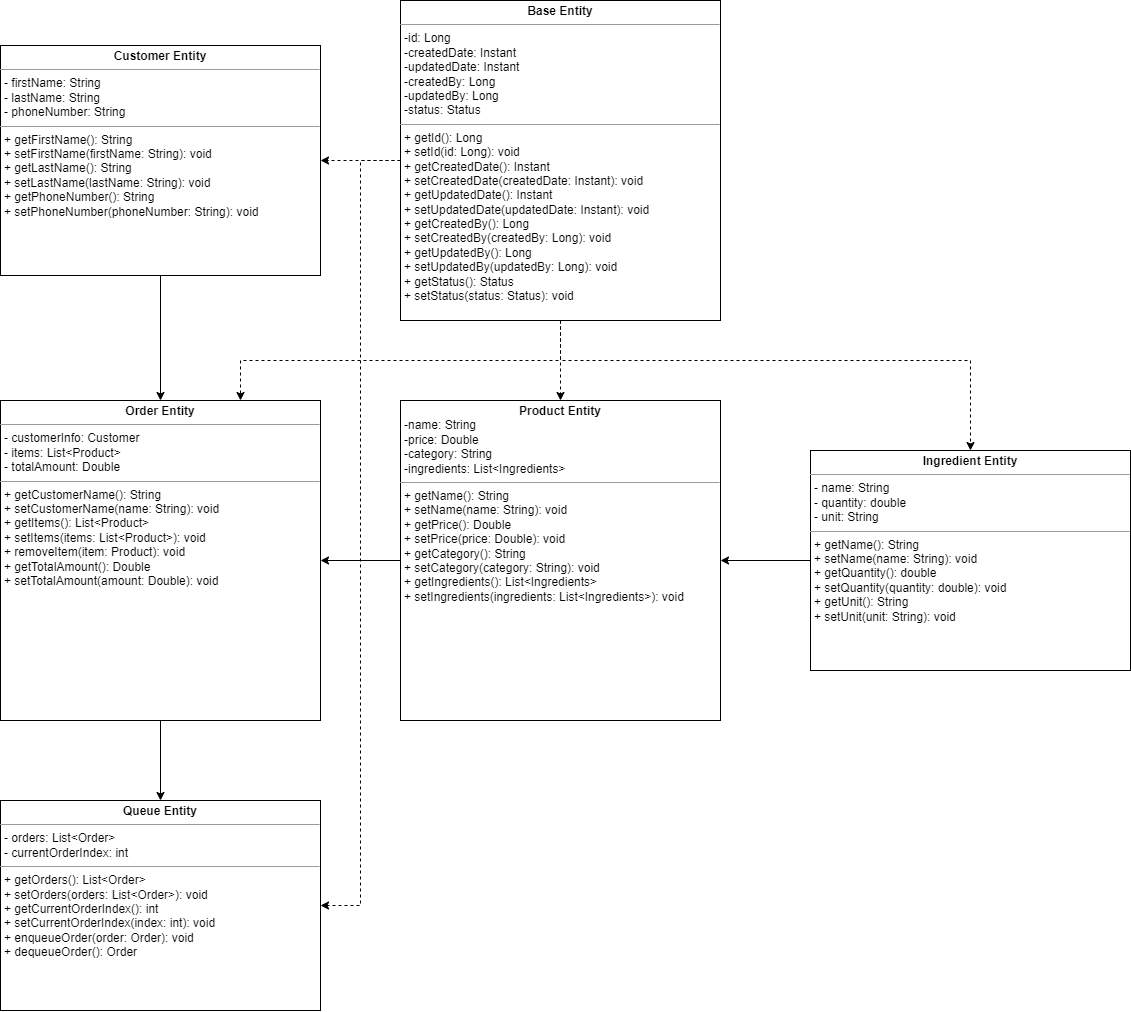 Base Entity
-id: Long
-createdDate: Instant
-updatedDate: Instant
-createdBy: Long
-updatedBy: Long
-status: Status
+ getId(): Long
+ setId(id: Long): void
+ getCreatedDate(): Instant
+ setCreatedDate(createdDate: Instant): void
+ getUpdatedDate(): Instant
+ setUpdatedDate(updatedDate: Instant): void
+ getCreatedBy(): Long
+ setCreatedBy(createdBy: Long): void
+ getUpdatedBy(): Long
+ setUpdatedBy(updatedBy: Long): void
+ getStatus(): Status
+ setStatus(status: Status): void
Customer Entity
- firstName: String
- lastName: String
- phoneNumber: String
+ getFirstName(): String
+ setFirstName(firstName: String): void
+ getLastName(): String
+ setLastName(lastName: String): void
+ getPhoneNumber(): String
+ setPhoneNumber(phoneNumber: String): void
Order Entity
- customerInfo: Customer
- items: List<Product>
- totalAmount: Double
+ getCustomerName(): String
+ setCustomerName(name: String): void
+ getItems(): List<Product>
+ setItems(items: List<Product>): void
+ removeItem(item: Product): void
+ getTotalAmount(): Double
+ setTotalAmount(amount: Double): void
Product Entity
-name: String
-price: Double
-category: String
-ingredients: List<Ingredients>
+ getName(): String
+ setName(name: String): void
+ getPrice(): Double
+ setPrice(price: Double): void
+ getCategory(): String
+ setCategory(category: String): void
+ getIngredients(): List<Ingredients>
+ setIngredients(ingredients: List<Ingredients>): void
Ingredient Entity
- name: String
- quantity: double
- unit: String
+ getName(): String
+ setName(name: String): void
+ getQuantity(): double
+ setQuantity(quantity: double): void
+ getUnit(): String
+ setUnit(unit: String): void
Queue Entity
- orders: List<Order>
- currentOrderIndex: int
+ getOrders(): List<Order>
+ setOrders(orders: List<Order>): void
+ getCurrentOrderIndex(): int
+ setCurrentOrderIndex(index: int): void
+ enqueueOrder(order: Order): void
+ dequeueOrder(): Order